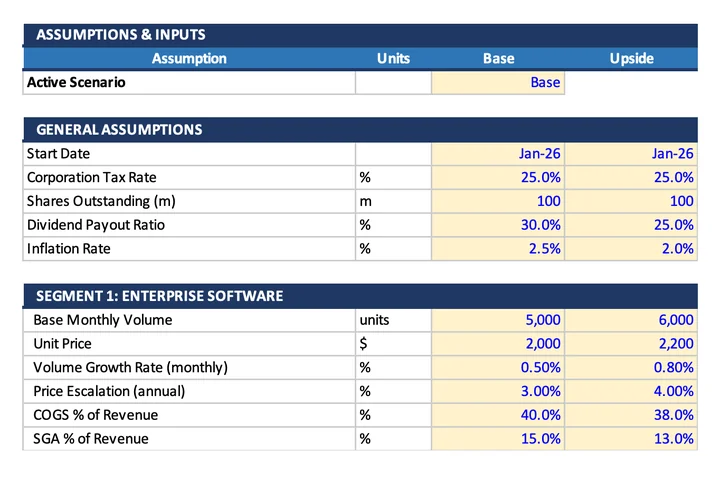 ASSUMPTIONS & INPUTS
Assumption Units Base Upside
Active Scenario Base
GENERAL ASSUMPTIONS
Start Date Jan-26 Jan-26
Corporation Tax Rate % 25.0% 25.0%
Shares Outstanding (m) m 100 100
Dividend Payout Ratio % 30.0% 25.0%
Inflation Rate % 2.5% 2.0%
SEGMENT 1: ENTERPRISE SOFTWARE
Base Monthly Volume units 5,000 6,000
Unit Price $ 2,000 2,200
Volume Growth Rate (monthly) % 0.50% 0.80%
Price Escalation (annual) % 3.00% 4.00%
COGS % of Revenue % 40.0% 38.0%
SGA % of Revenue % 15.0% 13.0%